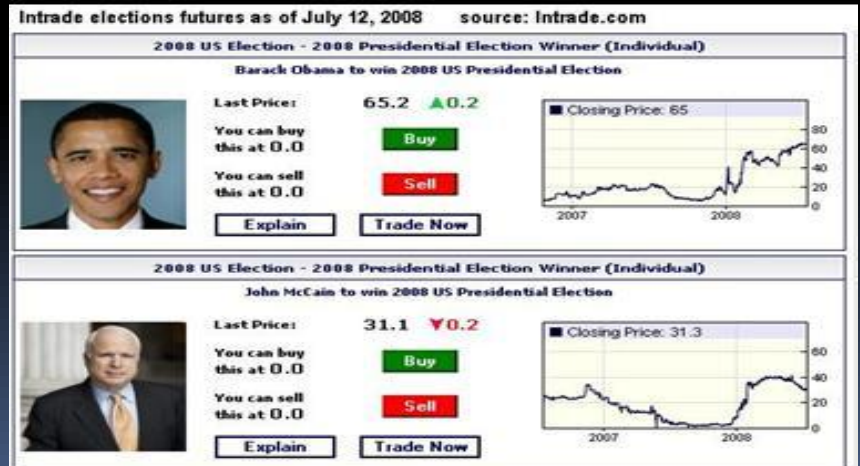 Intrade elections futures as of July 12, 2008 source: Intrade.com
2008 US Election - 2008 Presidential Election Winner (Individual)
Barack Obama to win 2008 US Presidential Election
Last Price: 65.2 ▲0.2
You can buy
this at 0.0
Buy
You can sell
this at 0.0
Sell
Explain Trade Now
Closing Price: 65
80
60
40
20
0
2007 2008
2008 US Election - 2008 Presidential Election Winner (Individual)
John McCain to win 2008 US Presidential Election
Last Price: 31.1 ▼0.2
You can buy
this at 0.0
Buy
You can sell
this at 0.0
Sell
Explain Trade Now
Closing Price: 31.3
60
40
20
0
2007 2008